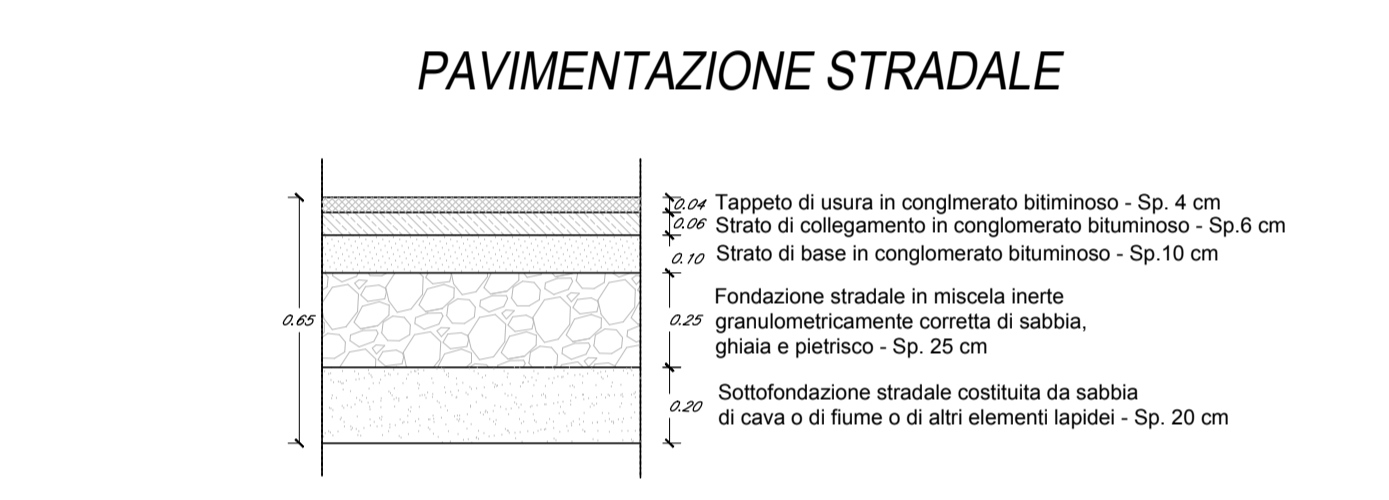 PAVIMENTAZIONE STRADALE
0.04 Tappeto di usura in conglmerato bitiminoso - Sp. 4 cm
0.06 Strato di collegamento in conglomerato bituminoso - Sp.6 cm
0.10 Strato di base in conglomerato bituminoso - Sp.10 cm
Fondazione stradale in miscela inerte
0.65 0.25 granulometricamente corretta di sabbia,
ghiaia e pietrisco - Sp. 25 cm
Sottofondazione stradale costituita da sabbia
0.20 di cava o di fiume o di altri elementi lapidei - Sp. 20 cm